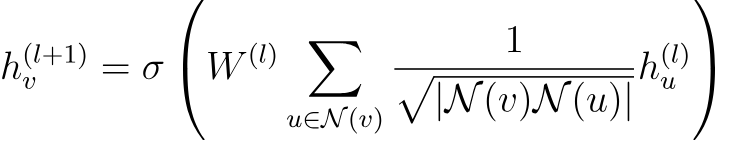 h_v^{(l+1)} = \sigma \left( W^{(l)} \sum_{u \in \mathcal{N}(v)} \frac{1}{\sqrt{|\mathcal{N}(v)\mathcal{N}(u)|}} h_u^{(l)} \right)